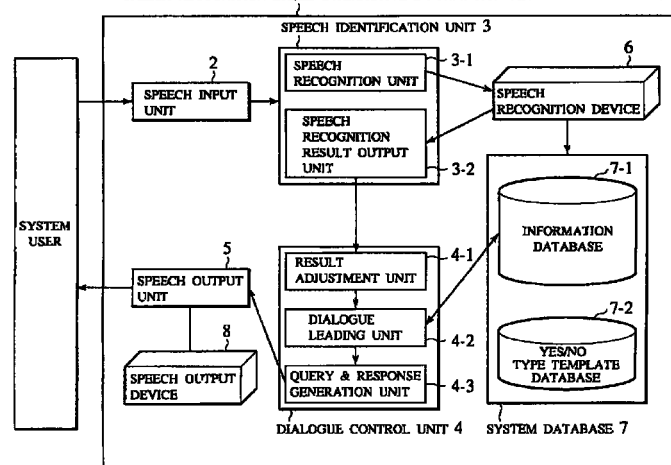 SPEECH IDENTIFICATION UNIT 3
2
SPEECH INPUT
UNIT
3-1
SPEECH
RECOGNITION UNIT
SPEECH
RECOGNITION
RESULT OUTPUT
UNIT
3-2
6
SPEECH
RECOGNITION DEVICE
SYSTEM
USER
7-1
INFORMATION
DATABASE
7-2
YES/NO
TYPE TEMPLATE
DATABASE
SYSTEM DATABASE 7
5
SPEECH OUTPUT
UNIT
8
SPEECH OUTPUT
DEVICE
RESULT
ADJUSTMENT UNIT
4-1
DIALOGUE
LEADING UNIT
4-2
QUERY & RESPONSE
GENERATION UNIT
4-3
DIALOGUE CONTROL UNIT 4